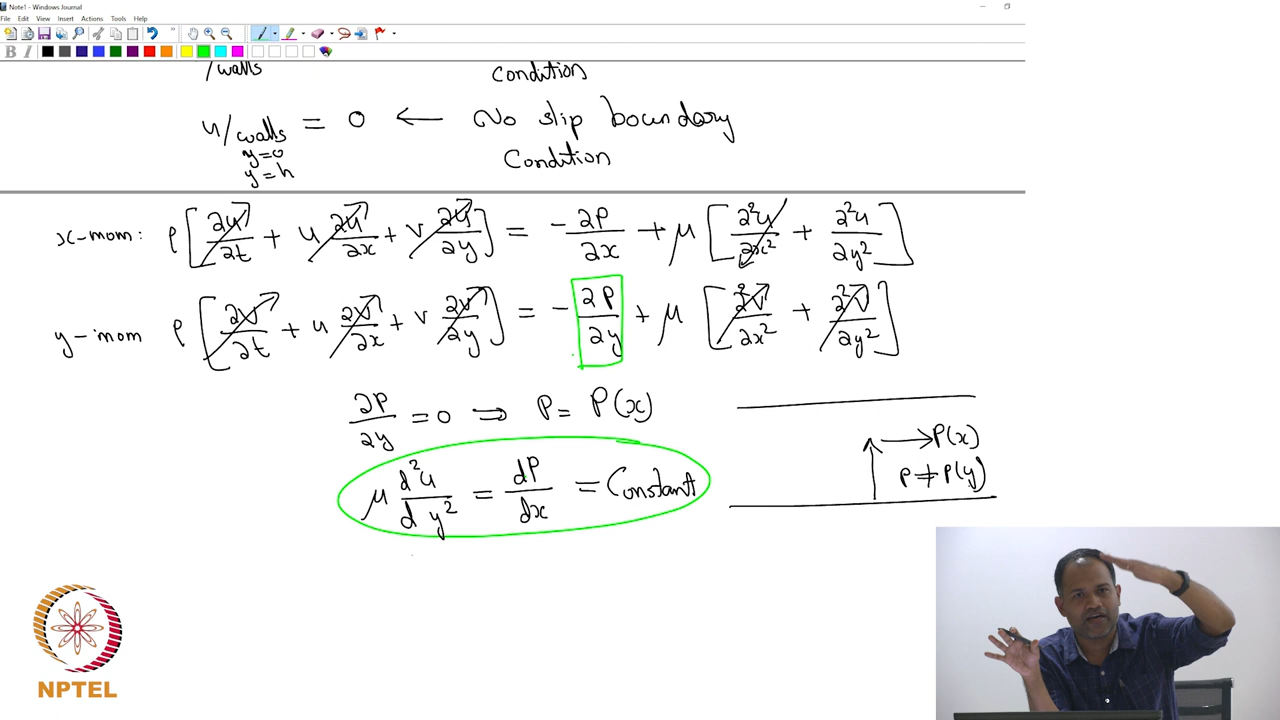 Note1 - Windows Journal
File Edit View Insert Actions Tools Help
/walls Condition
u/walls = 0 ← No slip boundary
y=0 Condition
y=h
x-mom: ρ[∂u/∂t + u ∂u/∂x + v ∂u/∂y] = -∂P/∂x + μ[∂²u/∂x² + ∂²u/∂y²]
y-mom ρ[∂v/∂t + u ∂v/∂x + v ∂v/∂y] = -∂P/∂y + μ[∂²v/∂x² + ∂²v/∂y²]
∂P/∂y = 0 ⇒ P = P(x)
→P(x)
P≠P(y)
μ d²u/dy² = dP/dx = Constant
NPTEL